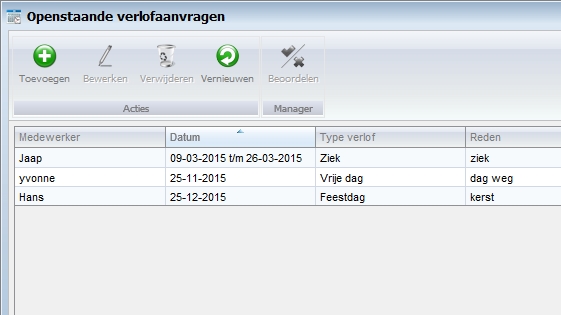 Openstaande verlofaanvragen
Toevoegen Bewerken Verwijderen Vernieuwen Beoordelen
Acties Manager
Medewerker Datum Type verlof Reden
Jaap 09-03-2015 t/m 26-03-2015 Ziek ziek
yvonne 25-11-2015 Vrije dag dag weg
Hans 25-12-2015 Feestdag kerst